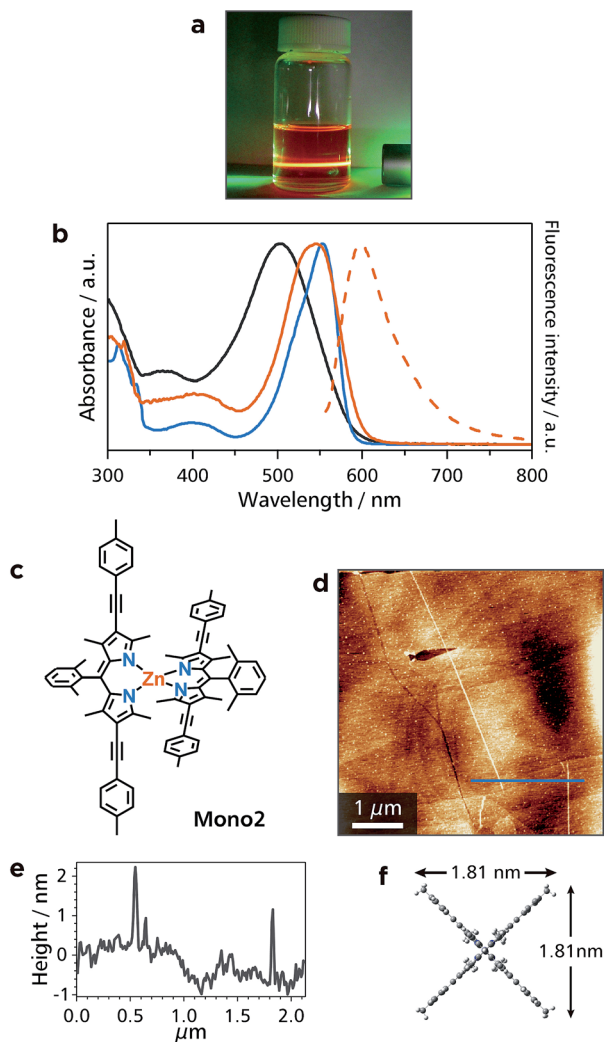 a
b
Absorbance / a.u.
Fluorescence intensity / a.u.
300 400 500 600 700 800
Wavelength / nm
c
N N
Zn
N N
Mono2
d
1 μm
e
Height / nm
2
1
0
-1
0.0 0.5 1.0 1.5 2.0
μm
f
1.81 nm
1.81nm